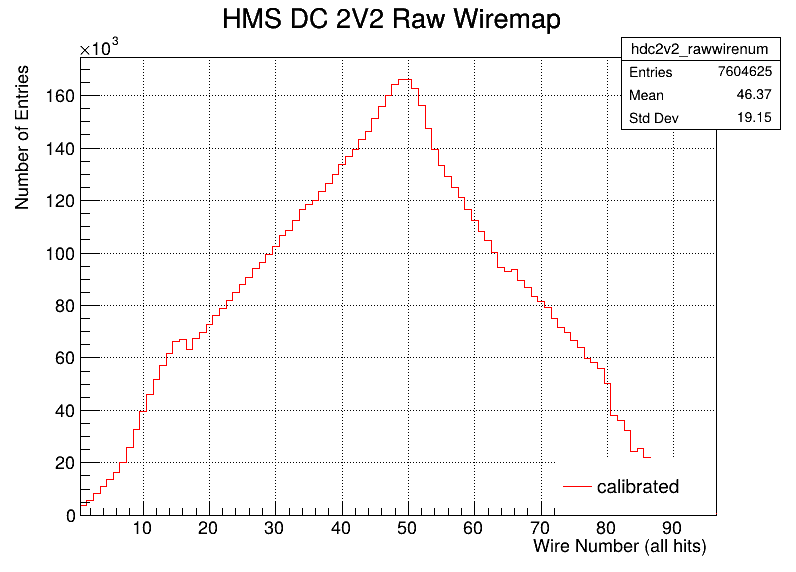 HMS DC 2V2 Raw Wiremap
×10³
hdc2v2_rawwirenum
Entries 7604625
Mean 46.37
Std Dev 19.15
Number of Entries
160
140
120
100
80
60
40
20
0
calibrated
10 20 30 40 50 60 70 80 90
Wire Number (all hits)